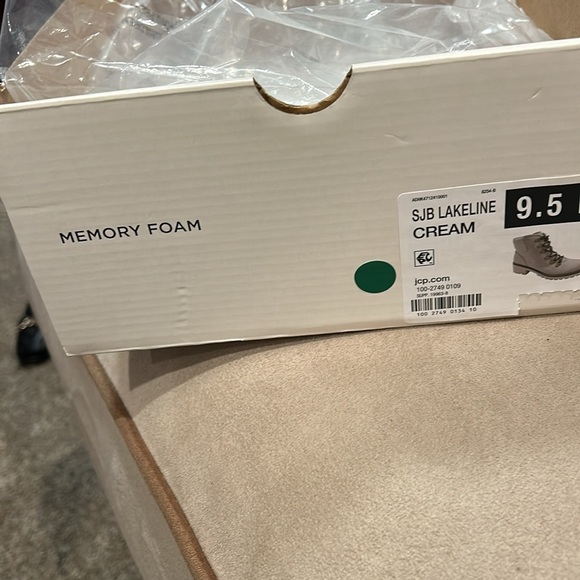 MEMORY FOAM
SJB LAKELINE
CREAM
9.5
jcp.com
100-2749 0109
100 2749 0134 10